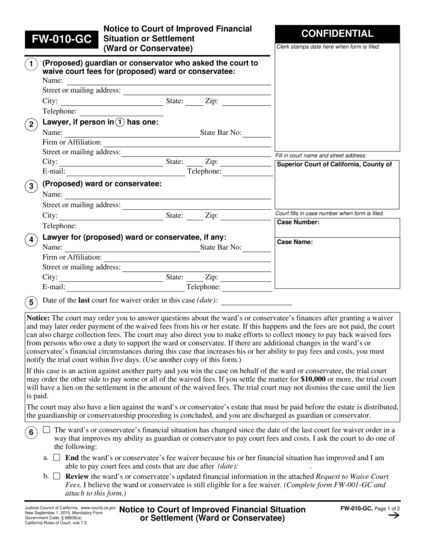 FW-010-GC
Notice to Court of Improved Financial
Situation or Settlement
(Ward or Conservatee)
CONFIDENTIAL
Clerk stamps date here when form is filed.
1 (Proposed) guardian or conservator who asked the court to
waive court fees for (proposed) ward or conservatee:
Name:
Street or mailing address:
City: State: Zip:
Telephone:
2 Lawyer, if person in 1 has one:
Name: State Bar No:
Firm or Affiliation:
Street or mailing address:
City: State: Zip:
E-mail: Telephone:
Fill in court name and street address:
Superior Court of California, County of
3 (Proposed) ward or conservatee:
Name:
Street or mailing address:
City: State: Zip:
Telephone:
Court fills in case number when form is filed.
Case Number:
Case Name:
4 Lawyer for (proposed) ward or conservatee, if any:
Name: State Bar No:
Firm or Affiliation:
Street or mailing address:
City: State: Zip:
E-mail: Telephone:
5 Date of the last court fee waiver order in this case (date):
Notice: The court may order you to answer questions about the ward's or conservatee's finances after granting a waiver
and may later order payment of the waived fees from his or her estate. If this happens and the fees are not paid, the court
can also charge collection fees. The court may also direct you to make efforts to collect money to pay back waived fees
from persons who owe a duty to support the ward or conservatee. If there are additional changes in the ward's or
conservatee's financial circumstances during this case that increases his or her ability to pay fees and costs, you must
notify the trial court within five days. (Use another copy of this form.)
If this case is an action against another party and you win the case on behalf of the ward or conservatee, the trial court
may order the other side to pay some or all of the waived fees. If you settle the matter for $10,000 or more, the trial court
will have a lien on the settlement in the amount of the waived fees. The trial court may not dismiss the case until the lien
is paid.
The court may also have a lien against the ward's or conservatee's estate that must be paid before the estate is distributed,
the guardianship or conservatorship proceeding is concluded, and you are discharged as guardian or conservator.
6 The ward's or conservatee's financial situation has changed since the date of the last court fee waiver order in a
way that improves my ability as guardian or conservator to pay court fees and costs. I ask the court to do one of
the following:
a. End the ward's or conservatee's fee waiver because his or her financial situation has improved and I am
able to pay court fees and costs that are due after (date): .
b. Review the ward's or conservatee's updated financial information in the attached Request to Waive Court
Fees. I believe the ward or conservatee is still eligible for a fee waiver. (Complete form FW-001-GC and
attach to this form.)
Judicial Council of California, www.courts.ca.gov
New September 1, 2015, Mandatory Form
Government Code, § 68636(a)
California Rules of Court, rule 7.5
Notice to Court of Improved Financial Situation
or Settlement (Ward or Conservatee)
FW-010-GC, Page 1 of 2